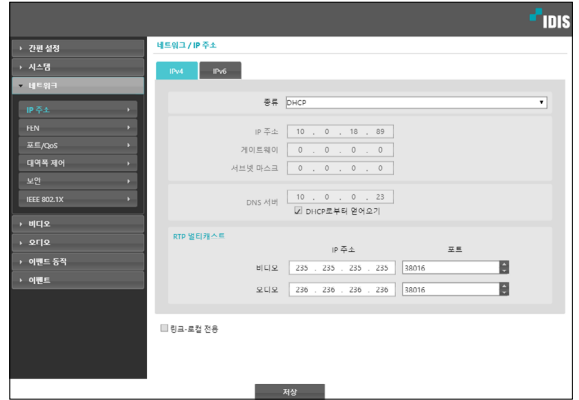 IDIS
간편 설정
시스템
네트워크
IP 주소
FEN
포트/QoS
대역폭 제어
보안
IEEE 802.1X
비디오
오디오
이벤트 동작
이벤트
네트워크 / IP 주소
IPv4 IPv6
종류 DHCP
IP 주소 10 . 0 . 18 . 89
게이트웨이 0 . 0 . 0 . 0
서브넷 마스크 0 . 0 . 0 . 0
DNS 서버 10 . 0 . 0 . 23
DHCP로부터 얻어오기
RTP 멀티캐스트
IP 주소 포트
비디오 235 . 235 . 235 . 235 38016
오디오 236 . 236 . 236 . 236 38016
링크-로컬 전용
저장